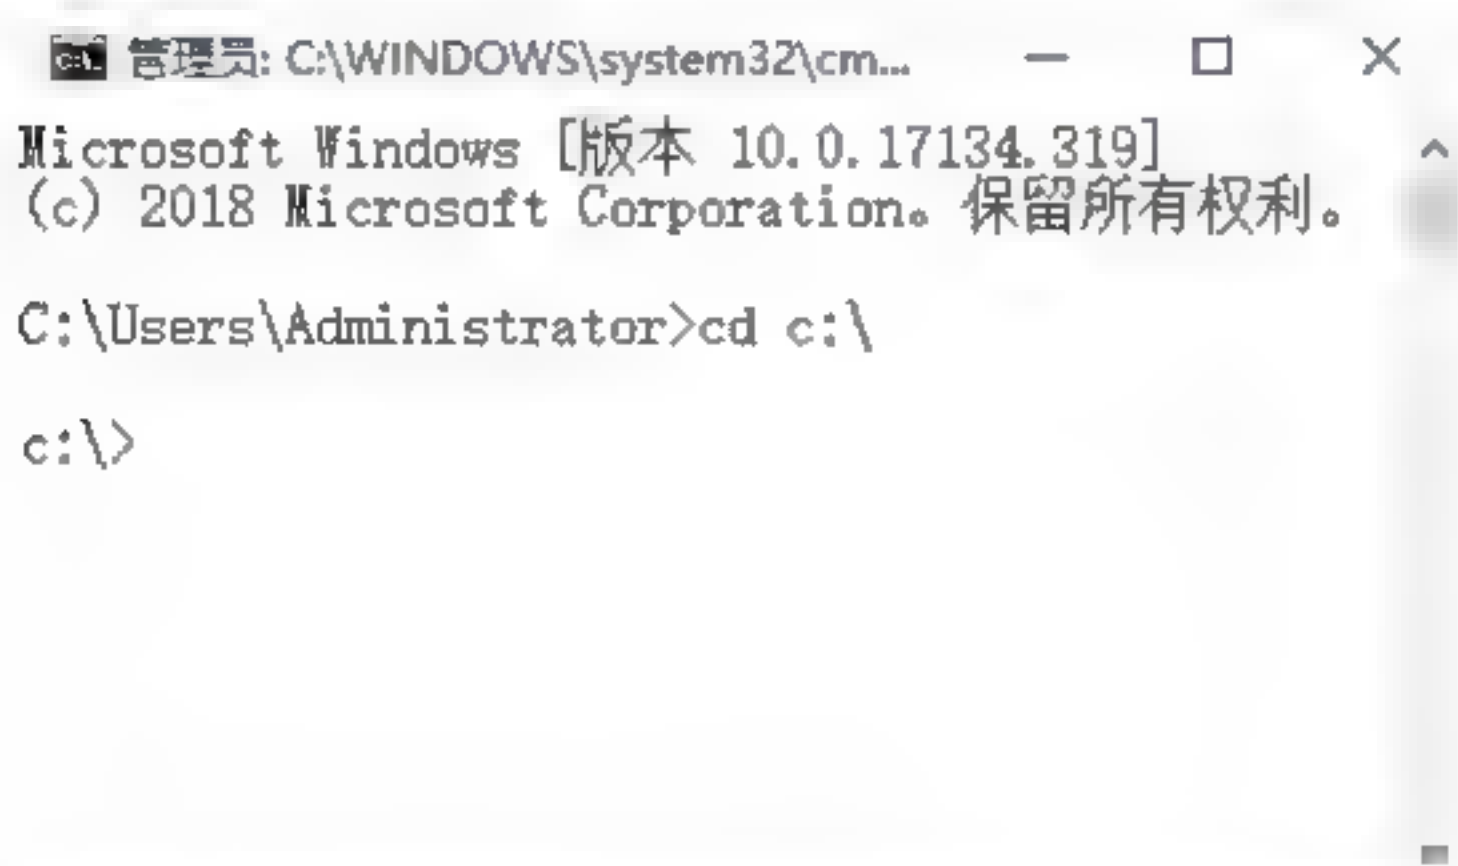 管理员: C:\WINDOWS\system32\cm...
Microsoft Windows [版本 10.0.17134.319]
(c) 2018 Microsoft Corporation。保留所有权利。
C:\Users\Administrator>cd c:\
c:\>